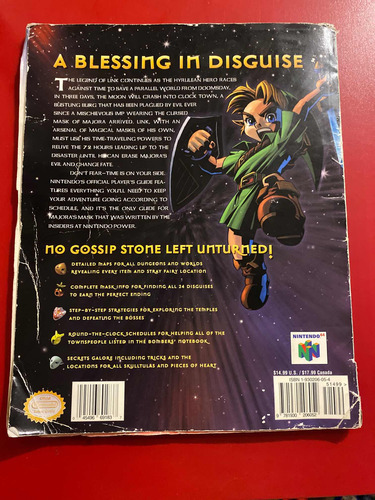 A BLESSING IN DISGUISE
THE LEGEND OF LINK CONTINUES AS THE HYRULEAN HERO RACES
AGAINST TIME TO SAVE A PARALLEL WORLD FROM DOOMSDAY.
IN THREE DAYS, THE MOON WILL CRASH INTO CLOCK TOWN, A
BUSTLING BURG THAT HAS BEEN PLAGUED BY EVIL EVER
SINCE A MISCHIEVOUS IMP WEARING THE CURSED
MASK OF MAJORA ARRIVED. LINK, WITH AN
ARSENAL OF MAGICAL MASKS OF HIS OWN,
MUST USE HIS TIME-TRAVELING POWERS TO
RELIVE THE 72 HOURS LEADING UP TO THE
DISASTER UNTIL HE CAN ERASE MAJORA'S
EVIL AND CHANGE FATE.
DON'T FEAR–TIME IS ON YOUR SIDE.
NINTENDO'S OFFICIAL PLAYER'S GUIDE FEA-
TURES EVERYTHING YOU'LL NEED TO KEEP
YOUR ADVENTURE GOING ACCORDING TO
SCHEDULE, AND IT'S THE ONLY GUIDE FOR
MAJORA'S MASK THAT WAS WRITTEN BY THE
INSIDERS AT NINTENDO POWER.
NO GOSSIP STONE LEFT UNTURNED!
DETAILED MAPS FOR ALL DUNGEONS AND WORLDS
REVEALING EVERY ITEM AND STRAY FAIRY LOCATION
COMPLETE MASK INFO FOR FINDING ALL 24 DISGUISES
TO EARN THE PERFECT ENDING
STEP-BY-STEP STRATEGIES FOR EXPLORING THE TEMPLES
AND DEFEATING THE BOSSES
ROUND-THE-CLOCK SCHEDULES FOR HELPING ALL OF THE
TOWNSPEOPLE LISTED IN THE BOMBERS' NOTEBOOK
SECRETS GALORE INCLUDING TRICKS AND THE
LOCATIONS FOR ALL SKULLTULAS AND PIECES OF HEART
NINTENDO 64
$14.99 U.S. / $17.99 Canada
ISBN 1-930206-05-4
51499